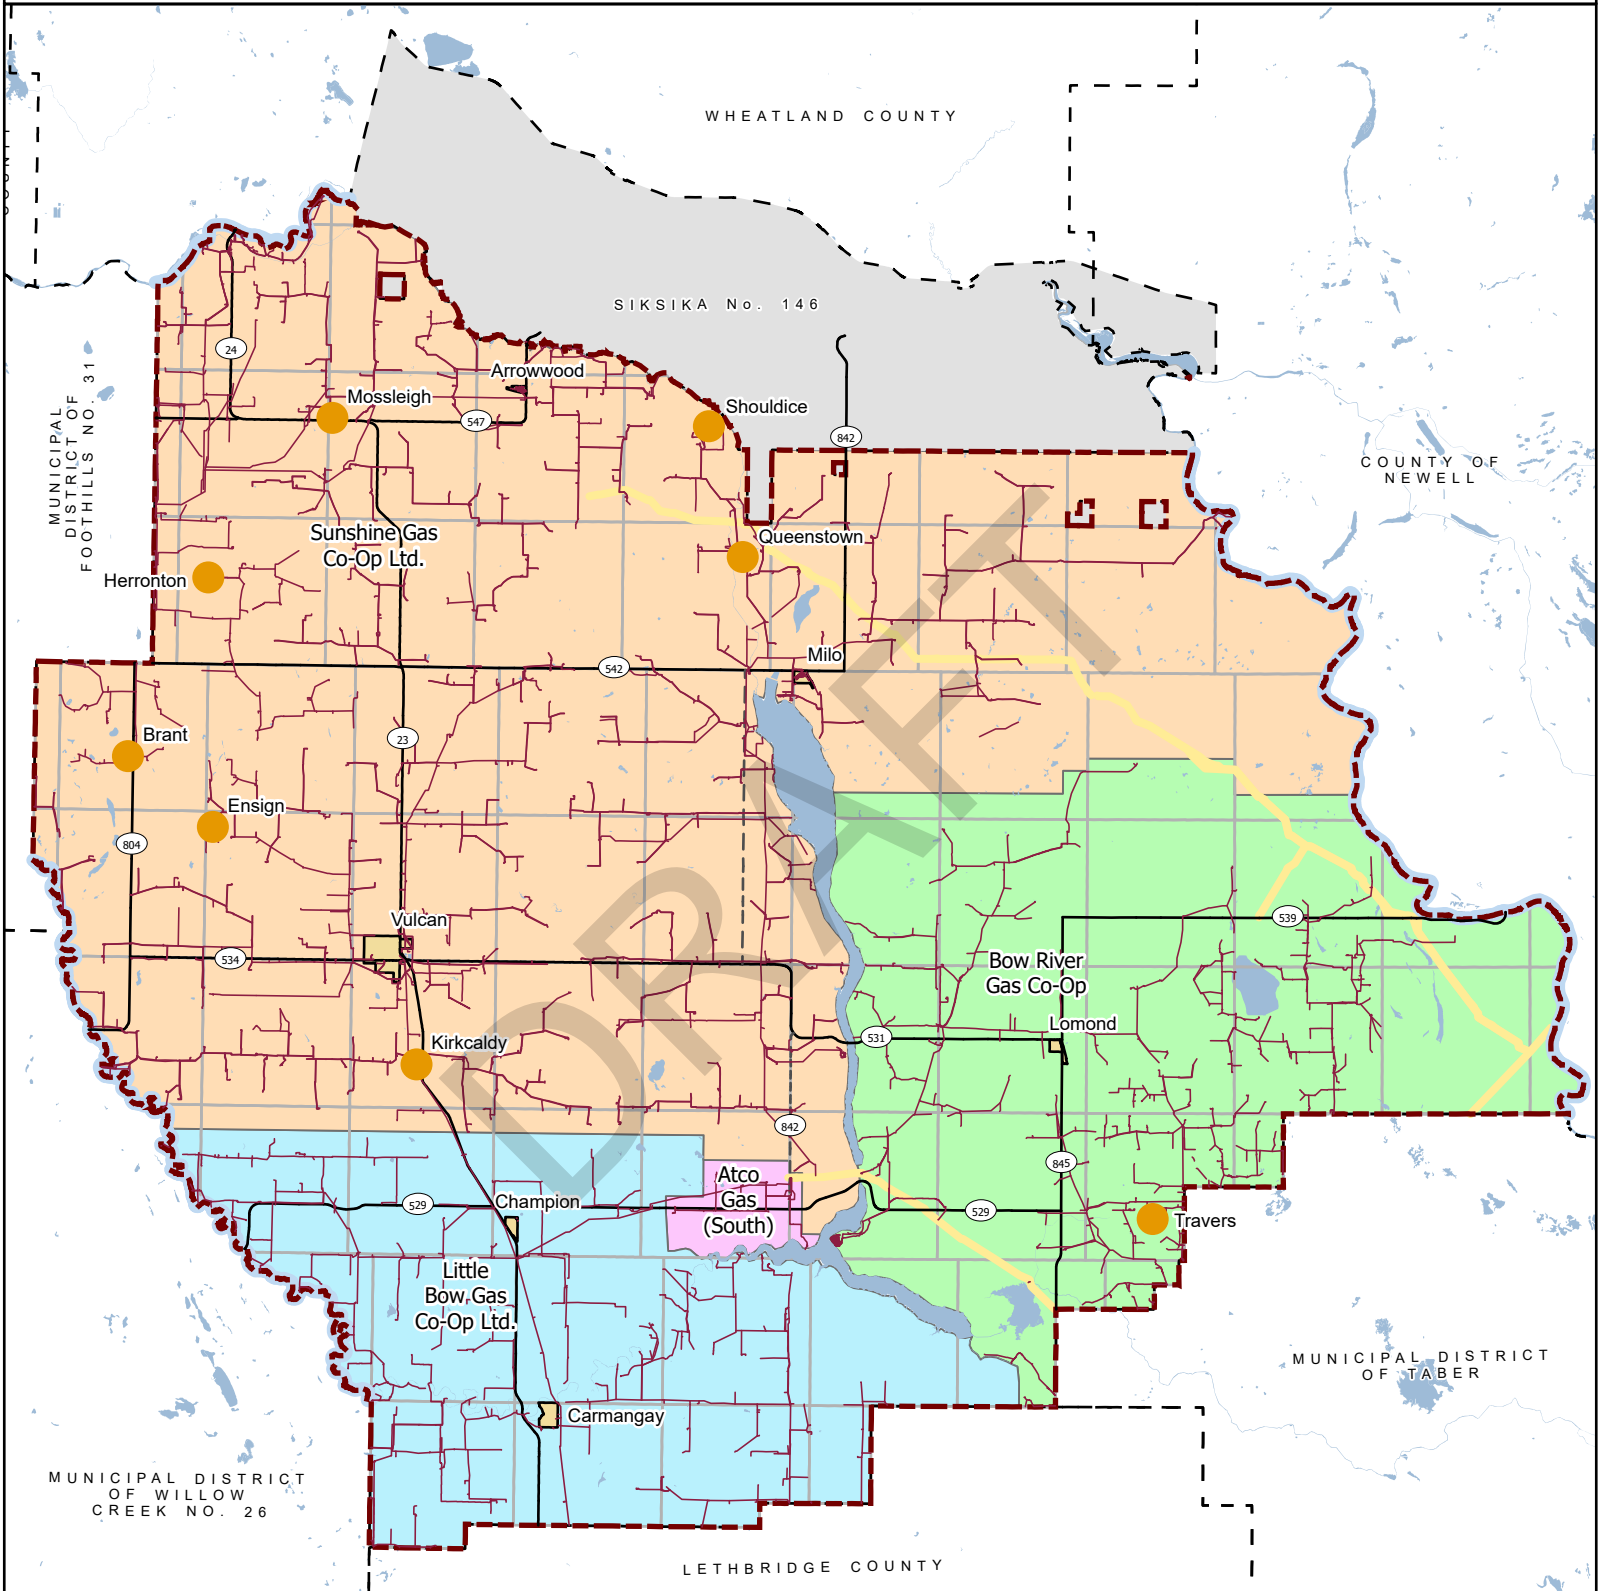 WHEATLAND COUNTY
COUNTY
SIKSIKA No. 146
24
Arrowwood
Mossleigh
547
Shouldice
842
MUNICIPAL
DISTRICT OF
FOOTHILLS NO. 31
COUNTY OF
NEWELL
Sunshine Gas
Co-Op Ltd.
Queenstown
Herronton
Milo
542
Brant
23
Ensign
804
DRAFT
Vulcan
539
534
Bow River
Gas Co-Op
Lomond
531
Kirkcaldy
842
845
Atco
Gas
(South)
529
Champion
529
Travers
Little
Bow Gas
Co-Op Ltd.
MUNICIPAL DISTRICT
OF TABER
Carmangay
MUNICIPAL DISTRICT
OF WILLOW
CREEK NO. 26
LETHBRIDGE COUNTY